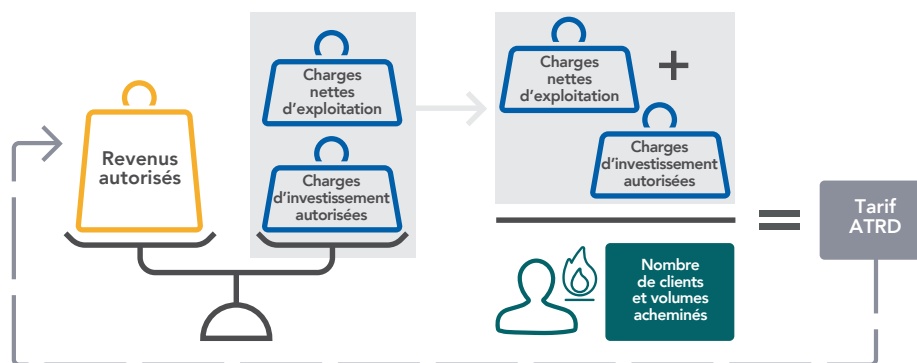 Revenus
autorisés
Charges
nettes
d'exploitation
Charges
d'investissement
autorisées
Charges
nettes
d'exploitation
+
Charges
d'investissement
autorisées
Nombre
de clients
et volumes
acheminés
=
Tarif
ATRD